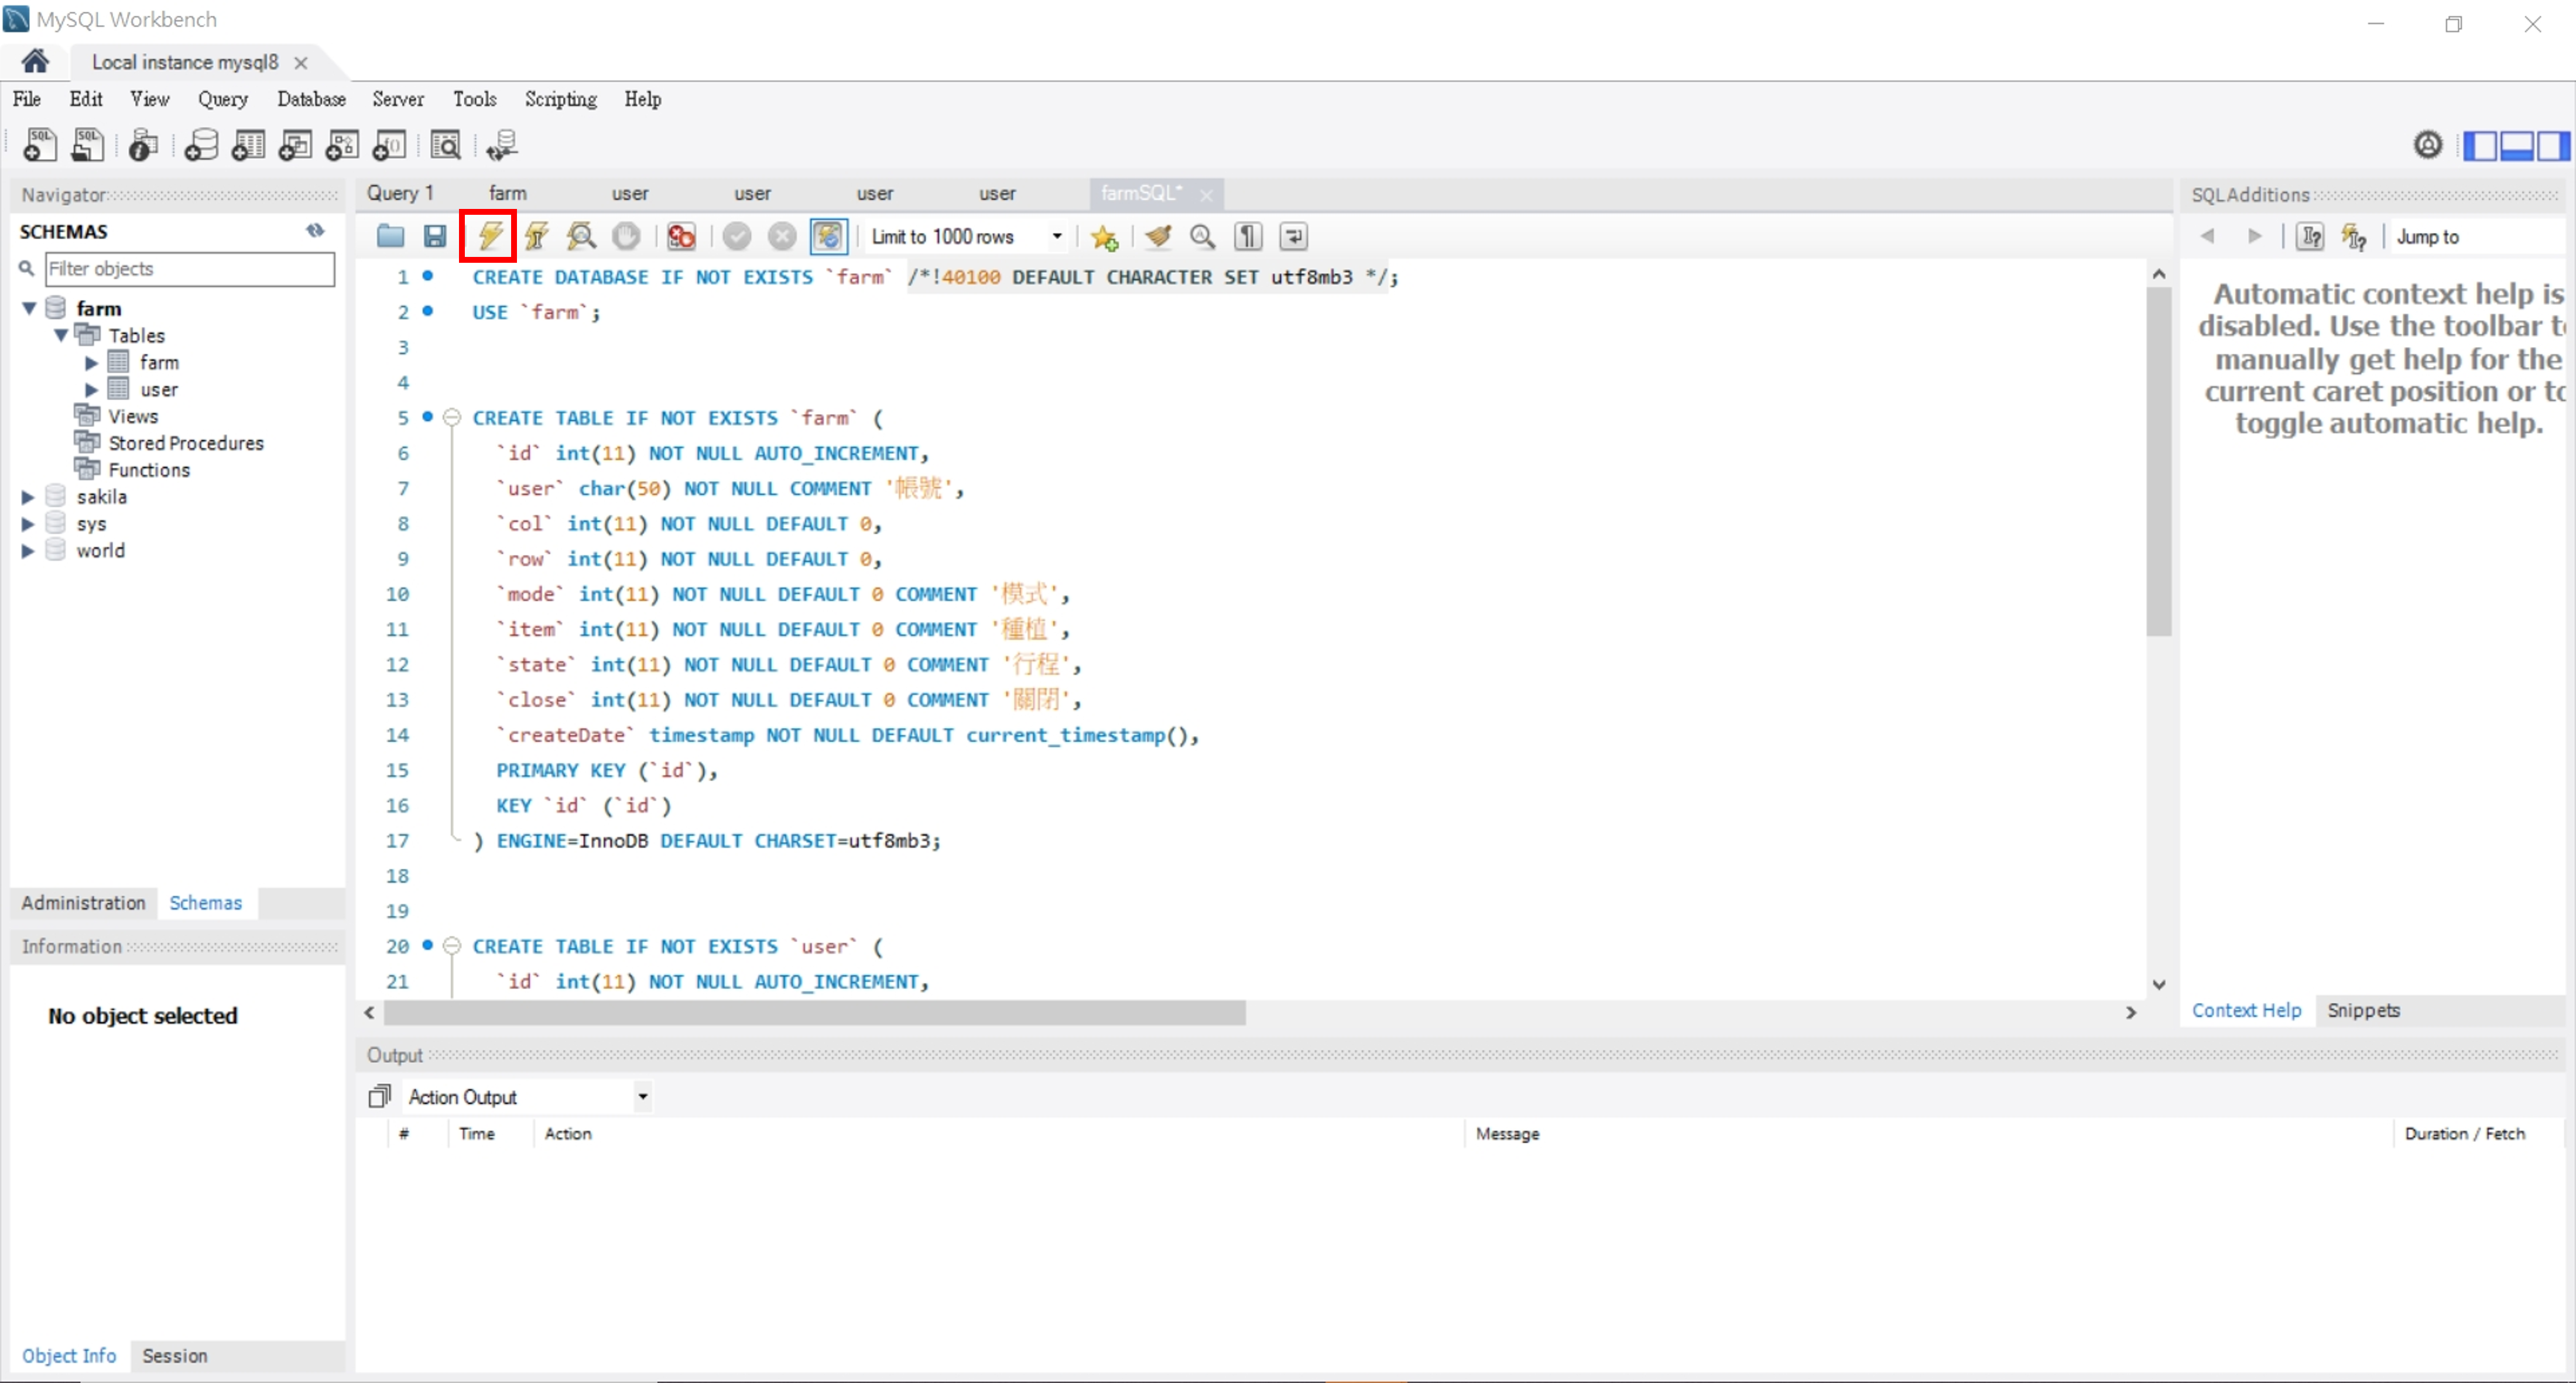 MySQL Workbench
Local instance mysql8
File Edit View Query Database Server Tools Scripting Help
Navigator
SCHEMAS
Filter objects
farm
Tables
farm
user
Views
Stored Procedures
Functions
sakila
sys
world
Administration Schemas
Information
No object selected
Object Info Session
Query 1 farm user user user user farmSQL*
Limit to 1000 rows
1 CREATE DATABASE IF NOT EXISTS `farm` /*!40100 DEFAULT CHARACTER SET utf8mb3 */;
2 USE `farm`;
3
4
5 CREATE TABLE IF NOT EXISTS `farm` (
6 `id` int(11) NOT NULL AUTO_INCREMENT,
7 `user` char(50) NOT NULL COMMENT '帳號',
8 `col` int(11) NOT NULL DEFAULT 0,
9 `row` int(11) NOT NULL DEFAULT 0,
10 `mode` int(11) NOT NULL DEFAULT 0 COMMENT '模式',
11 `item` int(11) NOT NULL DEFAULT 0 COMMENT '種植',
12 `state` int(11) NOT NULL DEFAULT 0 COMMENT '行程',
13 `close` int(11) NOT NULL DEFAULT 0 COMMENT '關閉',
14 `createDate` timestamp NOT NULL DEFAULT current_timestamp(),
15 PRIMARY KEY (`id`),
16 KEY `id` (`id`)
17 ) ENGINE=InnoDB DEFAULT CHARSET=utf8mb3;
18
19
20 CREATE TABLE IF NOT EXISTS `user` (
21 `id` int(11) NOT NULL AUTO_INCREMENT,
Output
Action Output
# Time Action Message Duration / Fetch
SQLAdditions
Jump to
Automatic context help is
disabled. Use the toolbar t
manually get help for the
current caret position or to
toggle automatic help.
Context Help Snippets